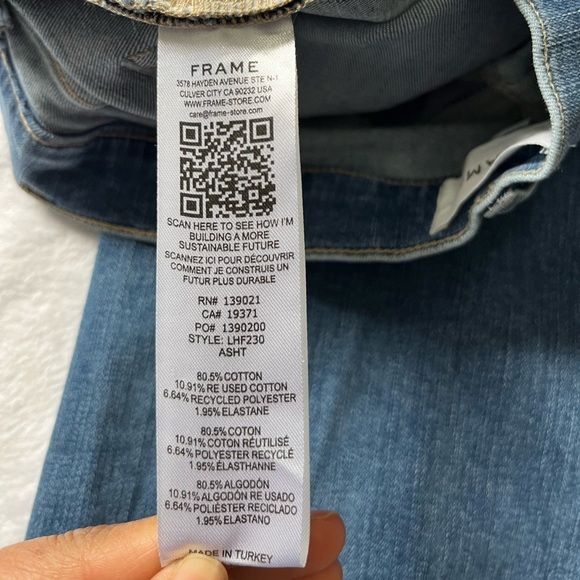 FRAME
3578 HAYDEN AVENUE STE N-1
CULVER CITY CA 90232 USA
WWW.FRAME-STORE.COM
care@frame-store.com
SCAN HERE TO SEE HOW I'M
BUILDING A MORE
SUSTAINABLE FUTURE
SCANNEZ ICI POUR DÉCOUVRIR
COMMENT JE CONSTRUIS UN
FUTUR PLUS DURABLE
RN# 139021
CA# 19371
PO# 1390200
STYLE: LHF230
ASHT
80.5% COTTON
10.91% RE USED COTTON
6.64% RECYCLED POLYESTER
1.95% ELASTANE
80.5% COTON
10.91% COTON RÉUTILISÉ
6.64% POLYESTER RECYCLÉ
1.95% ÉLASTHANNE
80.5% ALGODÓN
10.91% ALGODÓN RE USADO
6.64% POLIÉSTER RECICLADO
1.95% ELASTANO
MADE IN TURKEY